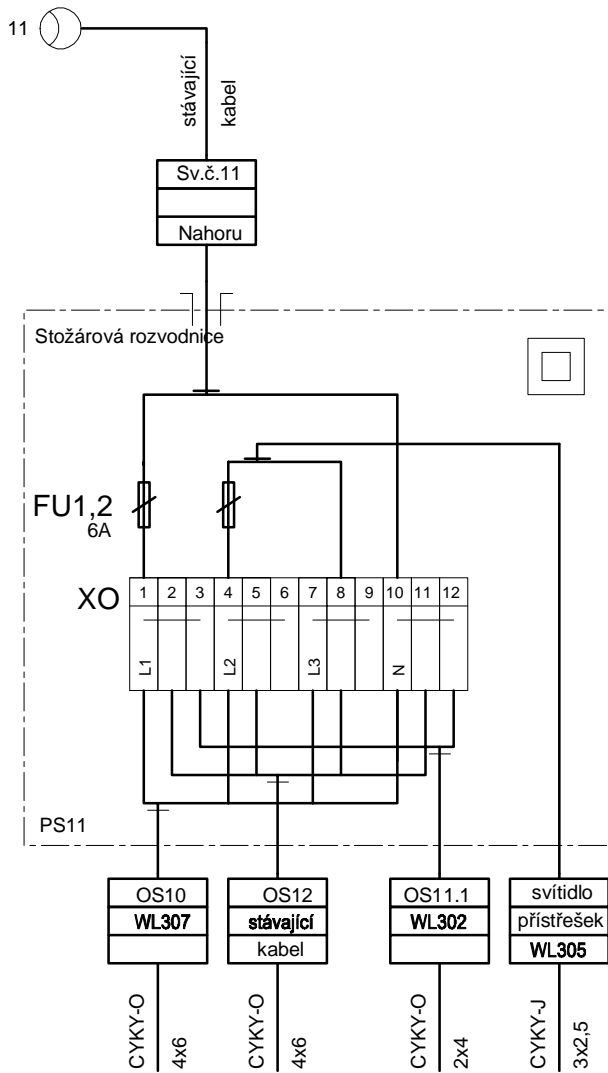 11
stávající
kabel
Sv.č.11
Nahoru
Stožárová rozvodnice
FU1,2
6A
XO
1 2 3 4 5 6 7 8 9 10 11 12
L1 L2 L3 N
PS11
OS10
WL307
OS12
stávající
kabel
OS11.1
WL302
svítidlo
přístřešek
WL305
CYKY-O
4x6
CYKY-O
4x6
CYKY-O
2x4
CYKY-J
3x2,5